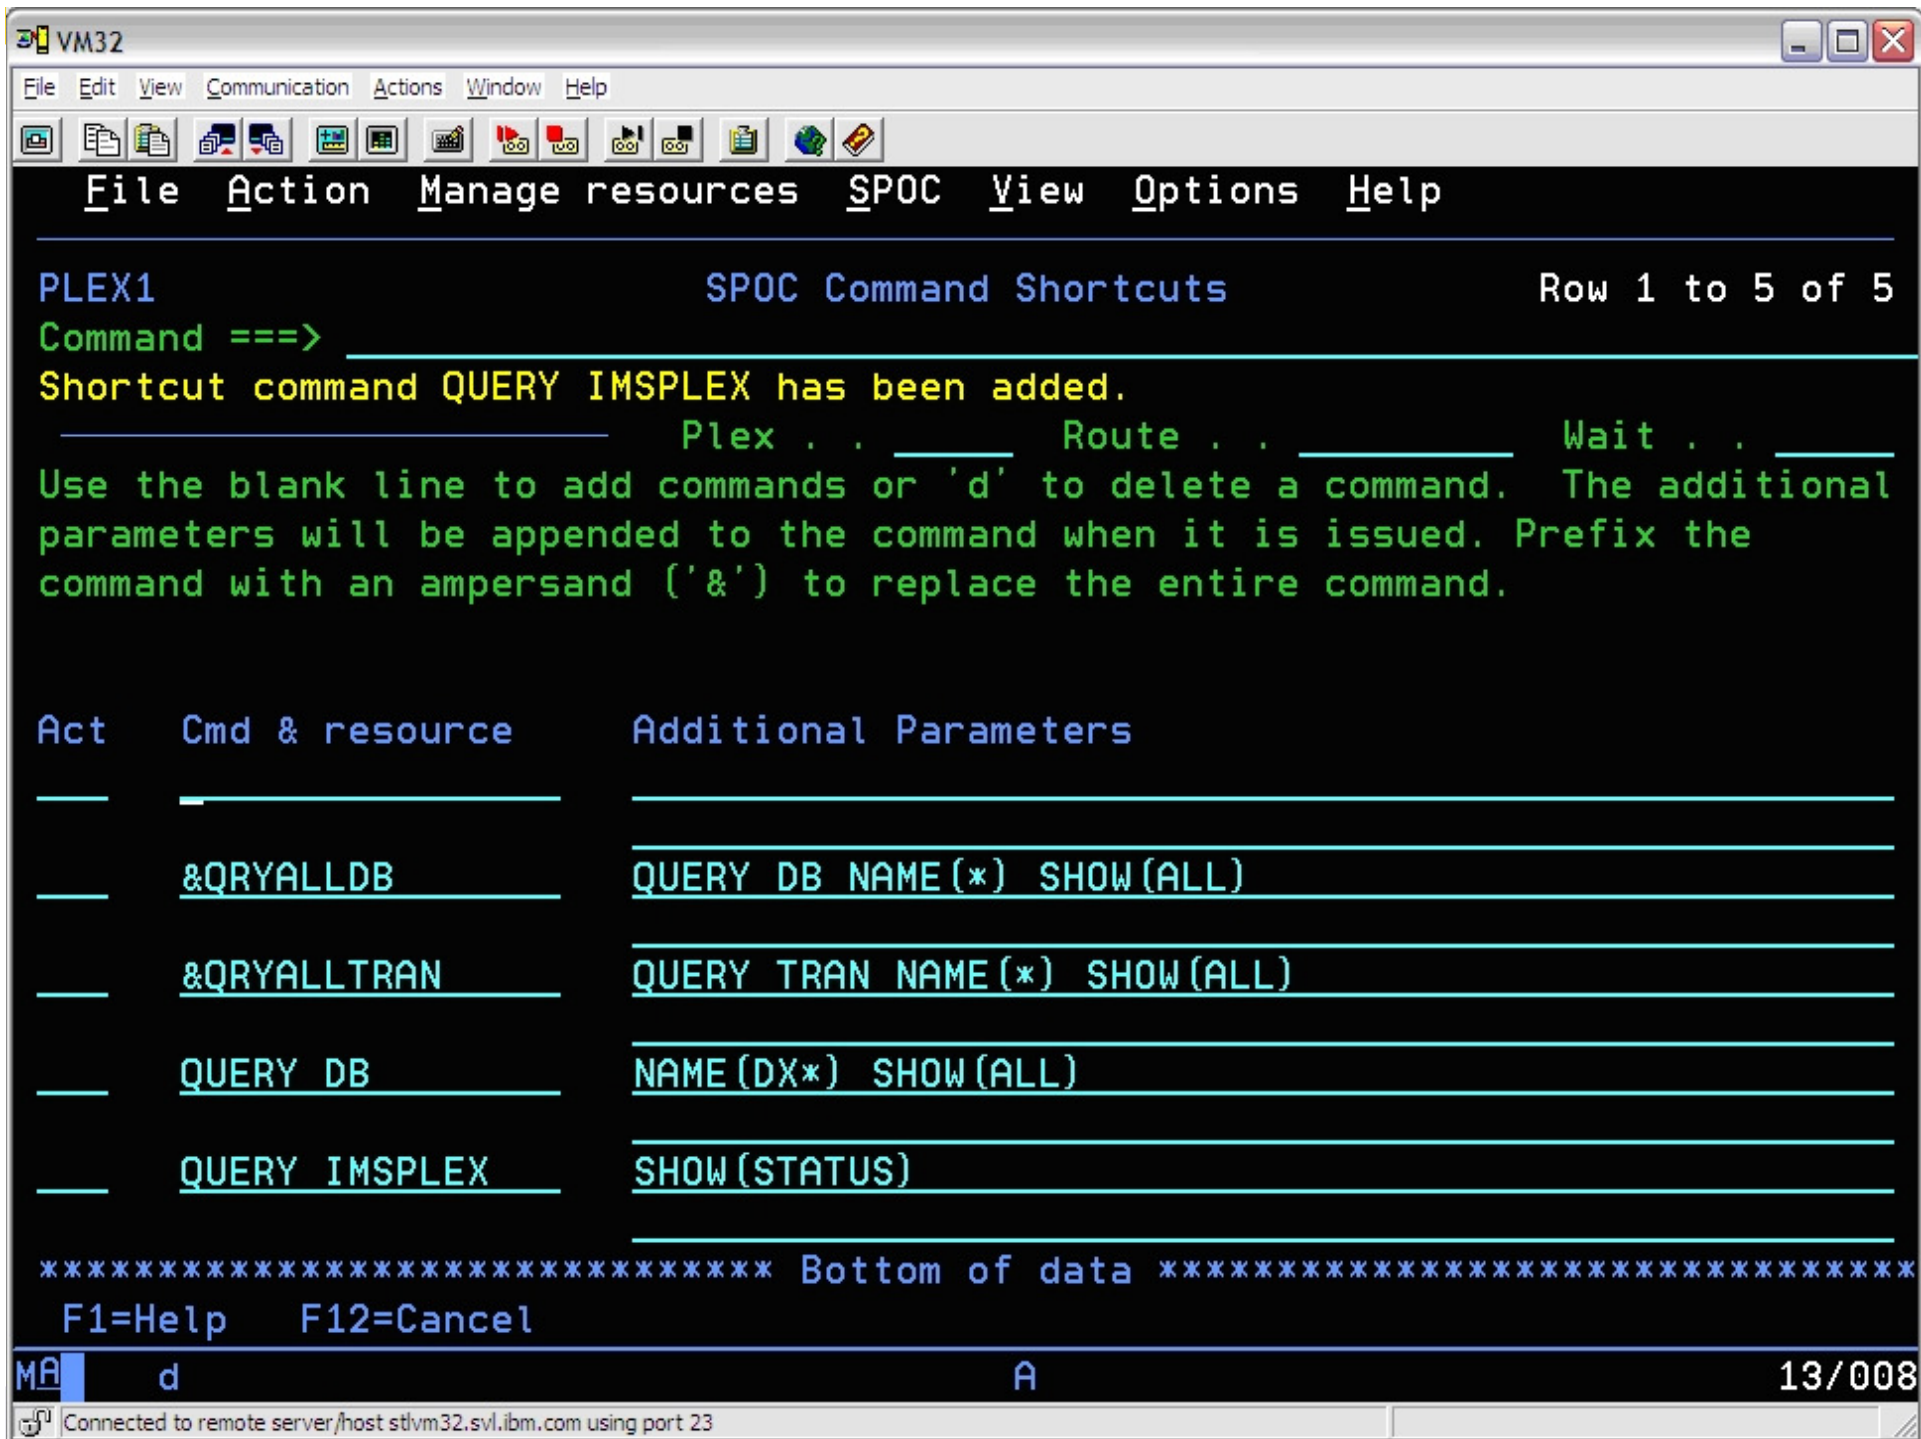 VM32
File Edit View Communication Actions Window Help
File Action Manage resources SPOC View Options Help
PLEX1 SPOC Command Shortcuts Row 1 to 5 of 5
Command ===>
Shortcut command QUERY IMSPLEX has been added.
Plex . . Route . . Wait . .
Use the blank line to add commands or 'd' to delete a command. The additional
parameters will be appended to the command when it is issued. Prefix the
command with an ampersand ('&') to replace the entire command.
Act Cmd & resource Additional Parameters
&QRYALLDB QUERY DB NAME(*) SHOW(ALL)
&QRYALLTRAN QUERY TRAN NAME(*) SHOW(ALL)
QUERY DB NAME(DX*) SHOW(ALL)
QUERY IMSPLEX SHOW(STATUS)
******************************* Bottom of data ********************************
F1=Help F12=Cancel
MA d A 13/008
Connected to remote server/host stlvm32.svl.ibm.com using port 23